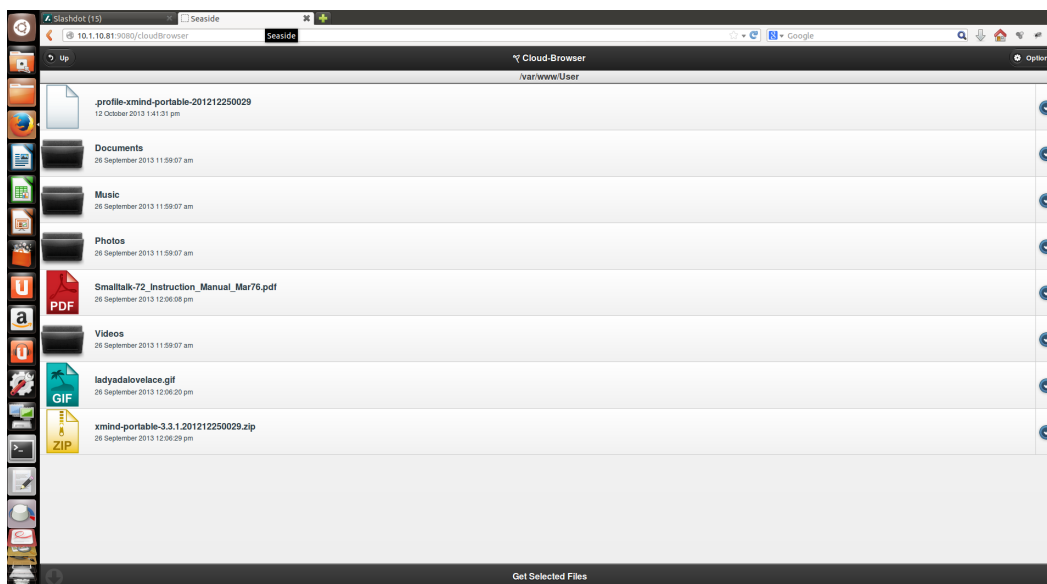 Slashdot (15)
Seaside
10.1.10.81:9080/cloudBrowser
Seaside
Google
Up
Cloud-Browser
Option
/var/www/User
.profile-xmind-portable-201212250029
12 October 2013 1:41:31 pm
Documents
26 September 2013 11:59:07 am
Music
26 September 2013 11:59:07 am
Photos
26 September 2013 11:59:07 am
PDF
Smalltalk-72_Instruction_Manual_Mar76.pdf
26 September 2013 12:06:08 pm
Videos
26 September 2013 11:59:07 am
GIF
ladyadalovelace.gif
26 September 2013 12:06:20 pm
ZIP
xmind-portable-3.3.1.201212250029.zip
26 September 2013 12:06:29 pm
Get Selected Files